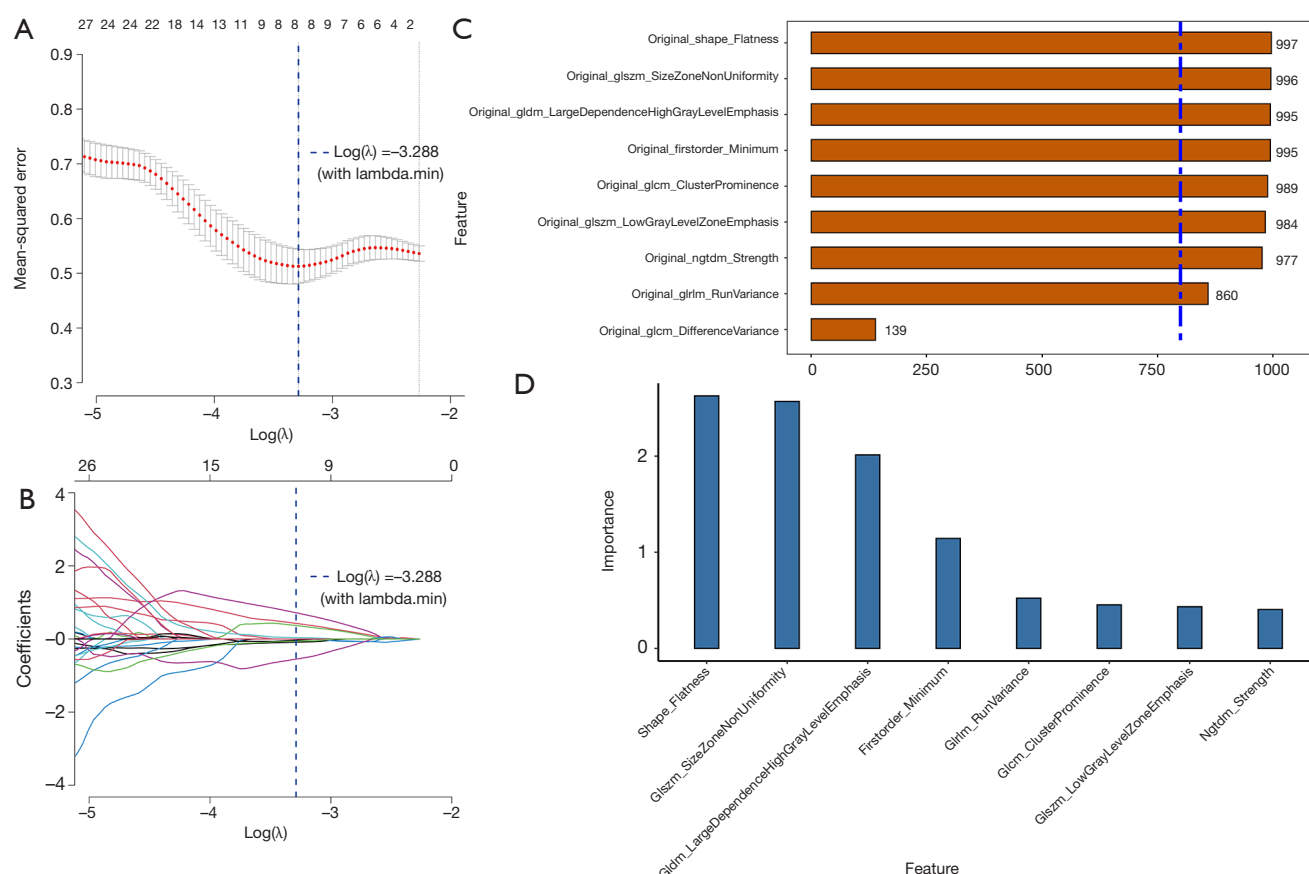 A
27 24 24 22 18 14 13 11 9 8 8 8 9 7 6 6 4 2
0.9
0.8
0.7
0.6
0.5
0.4
0.3
Mean-squared error
Log(λ) =–3.288
(with lambda.min)
–5 –4 –3 –2
Log(λ)
B
26 15 9 0
4
2
–0
–2
–4
Coefficients
Log(λ) =–3.288
(with lambda.min)
–5 –4 –3 –2
Log(λ)
C
Feature
Original_shape_Flatness 997
Original_glszm_SizeZoneNonUniformity 996
Original_gldm_LargeDependenceHighGrayLevelEmphasis 995
Original_firstorder_Minimum 995
Original_glcm_ClusterProminence 989
Original_glszm_LowGrayLevelZoneEmphasis 984
Original_ngtdm_Strength 977
Original_glrlm_RunVariance 860
Original_glcm_DifferenceVariance 139
0 250 500 750 1000
D
Importance
2
1
0
Shape_Flatness
Glszm_SizeZoneNonUniformity
Gldm_LargeDependenceHighGrayLevelEmphasis
Firstorder_Minimum
Glrlm_RunVariance
Glcm_ClusterProminence
Glszm_LowGrayLevelZoneEmphasis
Ngtdm_Strength
Feature